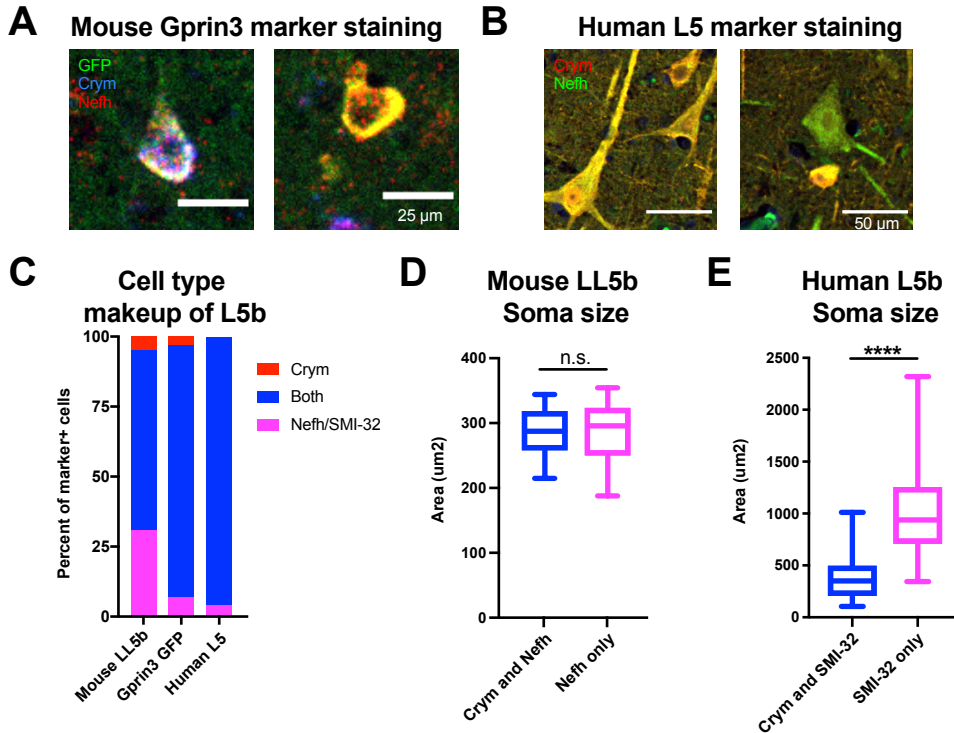 A
Mouse Gprin3 marker staining
GFP
Crym
Nefh
25 µm
B
Human L5 marker staining
Crym
Nefh
50 µm
C
Cell type
makeup of L5b
Percent of marker+ cells
100
75
50
25
0
Mouse LL5b
Gprin3 GFP
Human L5
Crym
Both
Nefh/SMI-32
D
Mouse LL5b
Soma size
n.s.
Area (um2)
400
300
200
100
0
Crym and Nefh
Nefh only
E
Human L5b
Soma size
****
Area (um2)
2500
2000
1500
1000
500
0
Crym and SMI-32
SMI-32 only